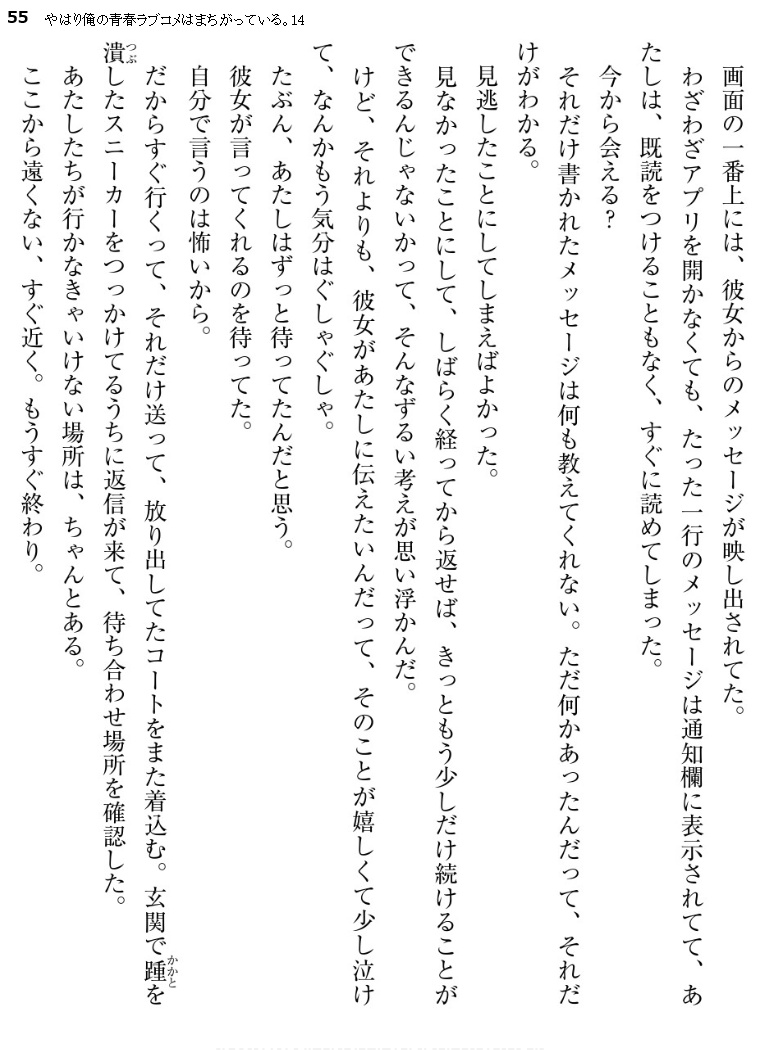 55 やはり俺の青春ラブコメはまちがっている。14
画面の一番上には、彼女からのメッセージが映し出されてた。
わざわざアプリを開かなくても、たった一行のメッセージは通知欄に表示されてて、あ
たしは、既読をつけることもなく、すぐに読めてしまった。
今から会える?
それだけ書かれたメッセージは何も教えてくれない。ただ何かあったんだって、それだ
けがわかる。
見逃したことにしてしまえばよかった。
見なかったことにして、しばらく経ってから返せば、きっともう少しだけ続けることが
できるんじゃないかって、そんなずるい考えが思い浮かんだ。
けど、それよりも、彼女があたしに伝えたいんだって、そのことが嬉しくて少し泣け
て、なんかもう気分はぐしゃぐしゃ。
たぶん、あたしはずっと待ってたんだと思う。
彼女が言ってくれるのを待ってた。
自分で言うのは怖いから。
だからすぐ行くって、それだけ送って、放り出してたコートをまた着込む。玄関で踵かかとを
潰つぶしたスニーカーをつっかけてるうちに返信が来て、待ち合わせ場所を確認した。
あたしたちが行かなきゃいけない場所は、ちゃんとある。
ここから遠くない、すぐ近く。もうすぐ終わり。